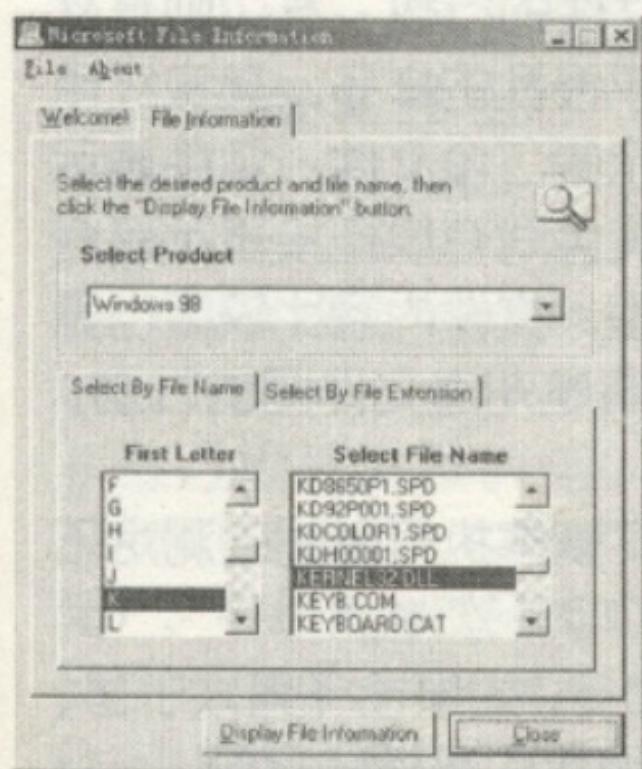 Microsoft File Information
File About
Welcome! File Information
Select the desired product and file name, then
click the "Display File Information" button.
Select Product
Windows 98
Select By File Name Select By File Extension
First Letter
F
G
H
I
J
K
L
Select File Name
KD8650P1.SPD
KD92P001.SPD
KDCOLOR1.SPD
KDH00001.SPD
KERNEL32.DLL
KEYB.COM
KEYBOARD.CAT
Display File Information Close